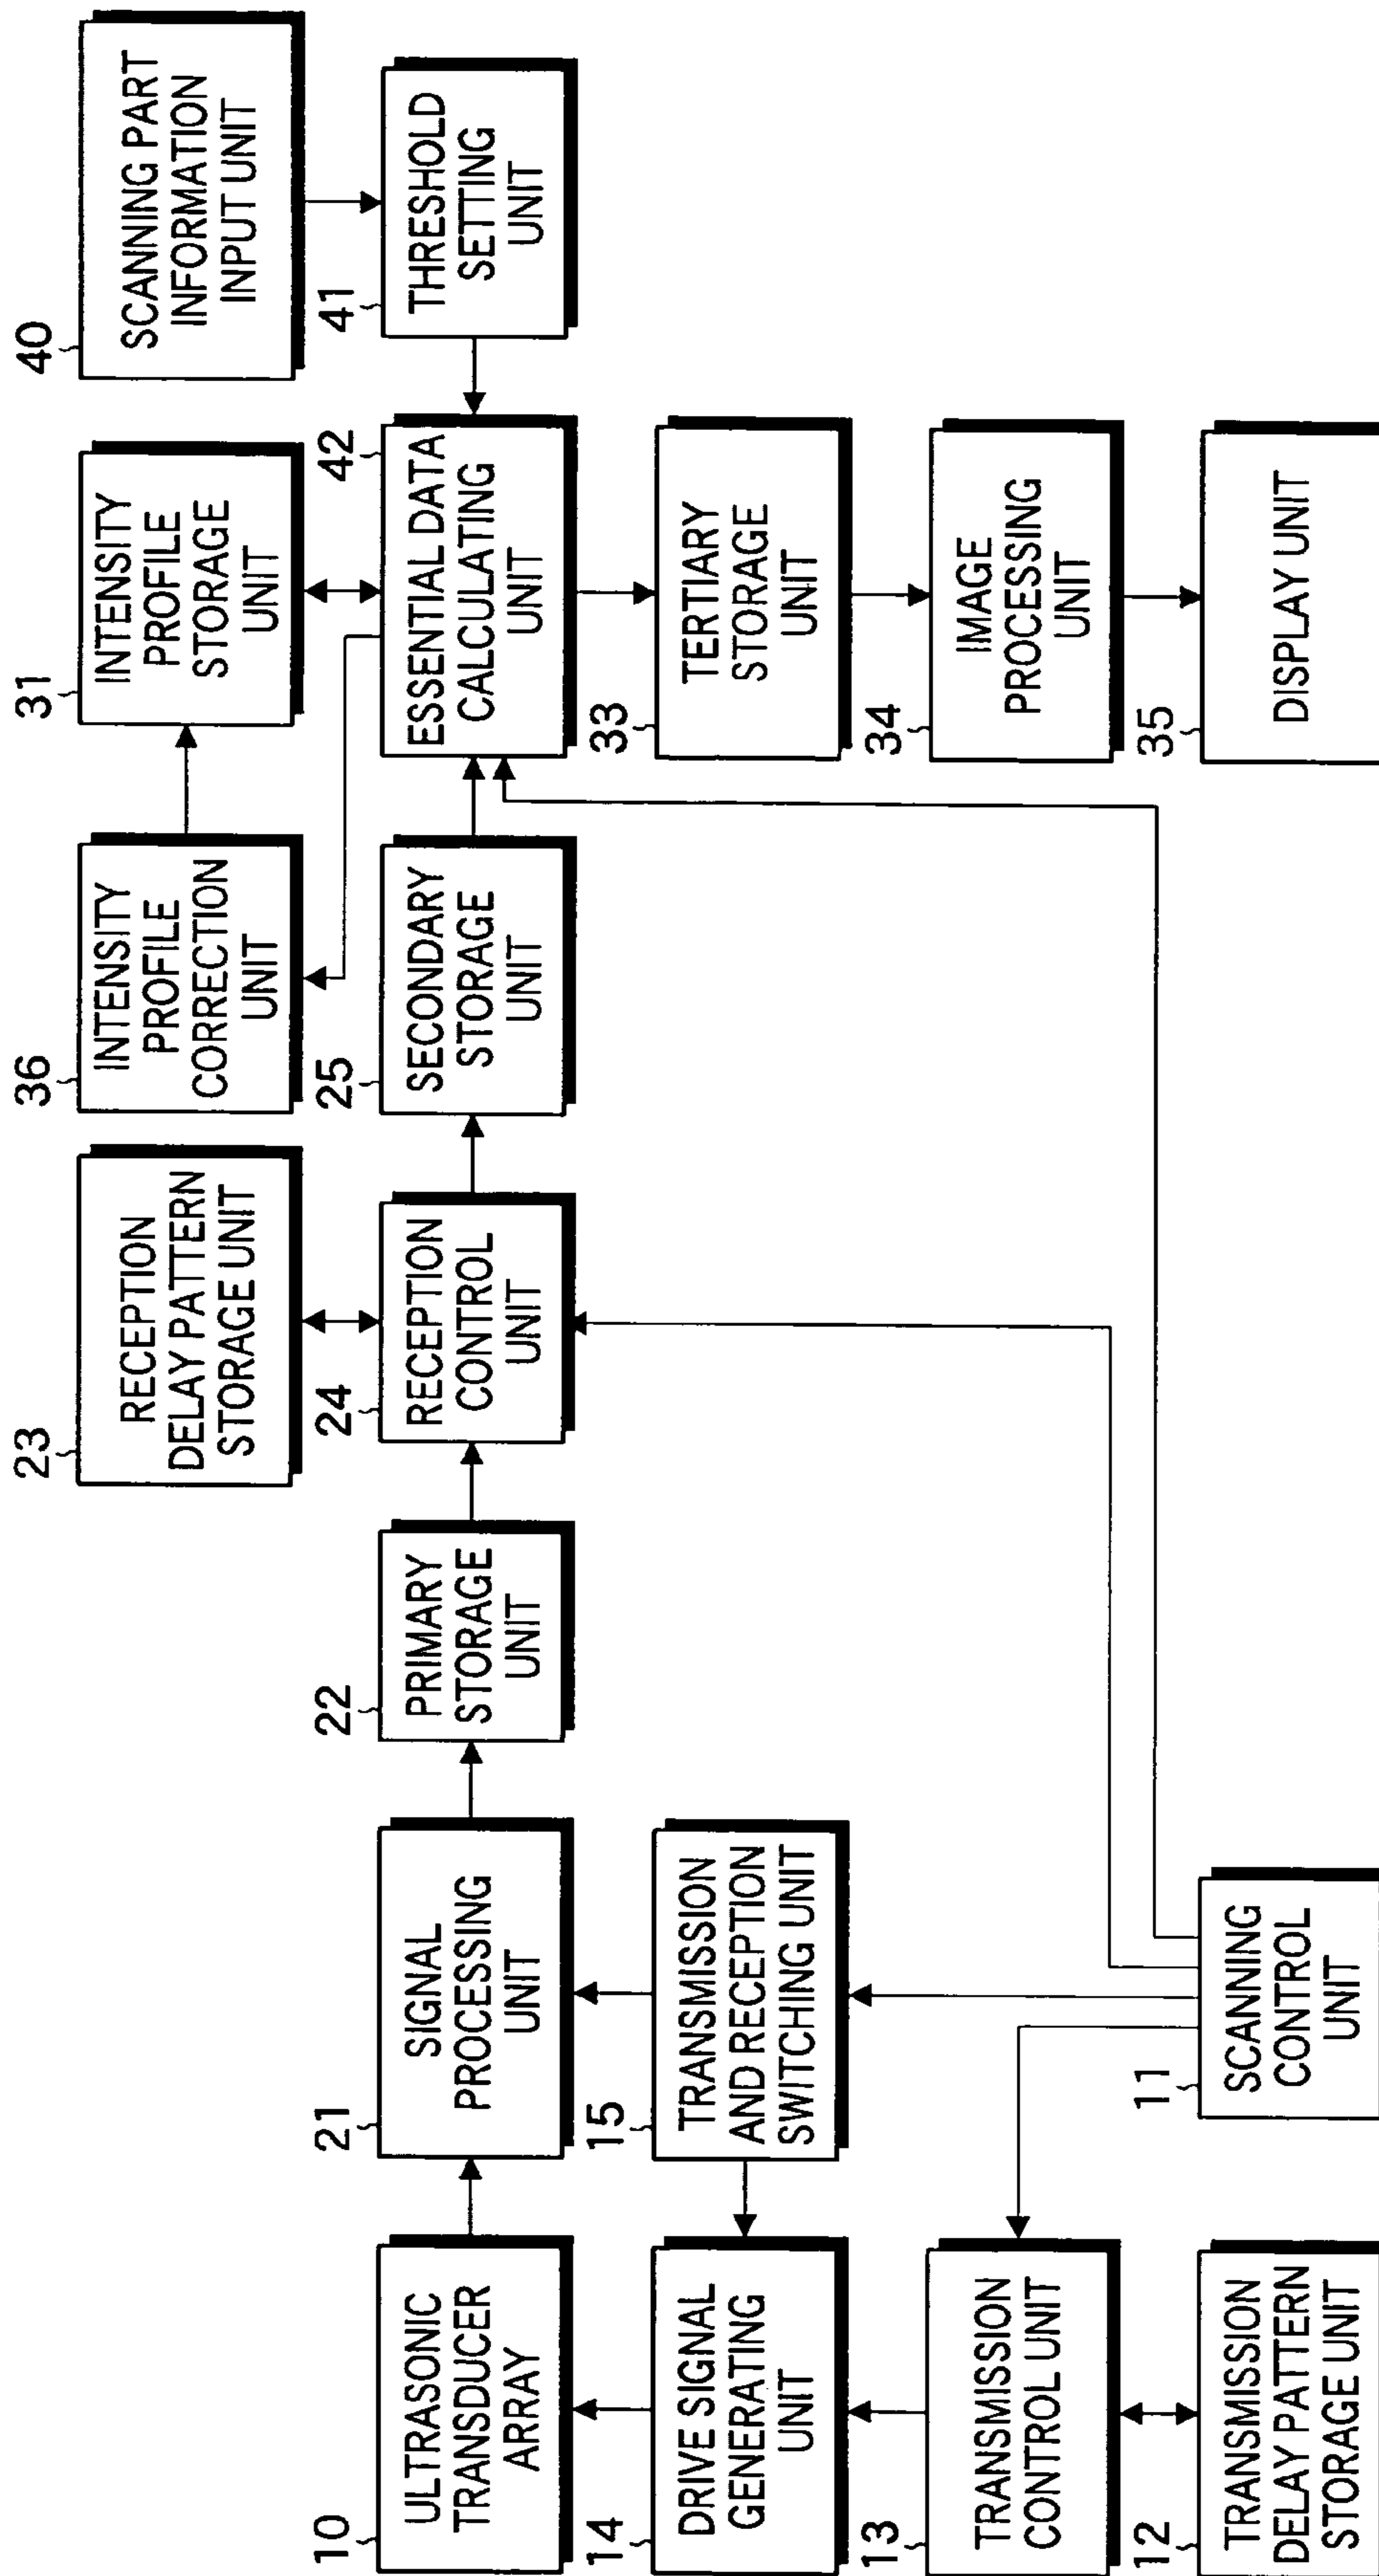 10
ULTRASONIC
TRANSDUCER
ARRAY
21
SIGNAL
PROCESSING
UNIT
22
PRIMARY
STORAGE
UNIT
23
RECEPTION
DELAY PATTERN
STORAGE UNIT
24
RECEPTION
CONTROL
UNIT
36
INTENSITY
PROFILE
CORRECTION
UNIT
25
SECONDARY
STORAGE
UNIT
31
INTENSITY
PROFILE
STORAGE
UNIT
42
ESSENTIAL DATA
CALCULATING
UNIT
40
SCANNING PART
INFORMATION
INPUT UNIT
41
THRESHOLD
SETTING
UNIT
14
DRIVE SIGNAL
GENERATING
UNIT
15
TRANSMISSION
AND RECEPTION
SWITCHING UNIT
33
TERTIARY
STORAGE
UNIT
13
TRANSMISSION
CONTROL UNIT
34
IMAGE
PROCESSING
UNIT
12
TRANSMISSION
DELAY PATTERN
STORAGE UNIT
11
SCANNING
CONTROL
UNIT
35
DISPLAY UNIT